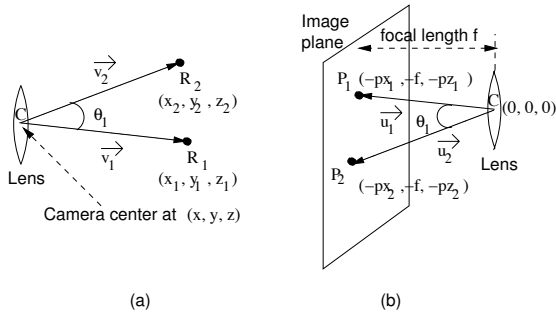 v₂
R₂
(x₂, y₂ , z₂)
C
θ₁
v₁
R₁
(x₁, y₁ , z₁)
Lens
Camera center at (x, y, z)
(a)
Image
plane
focal length f
P₁ (−px₁ ,−f, −pz₁ )
C
(0, 0, 0)
u₁
θ₁
u₂
P₂
(−px₂ ,−f, −pz₂ )
Lens
(b)